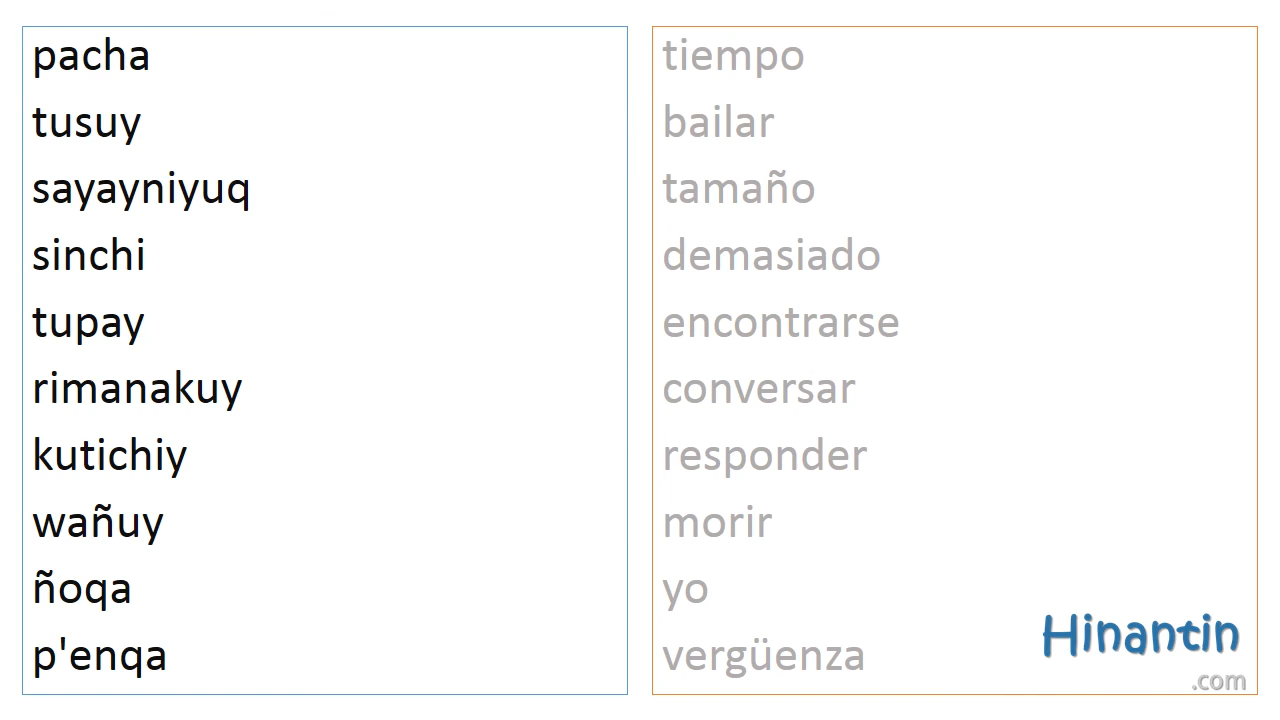 pacha tiempo
tusuy bailar
sayayniyuq tamaño
sinchi demasiado
tupay encontrarse
rimanakuy conversar
kutichiy responder
wañuy morir
ñoqa yo
p'enqa vergüenza
Hinantin
.com